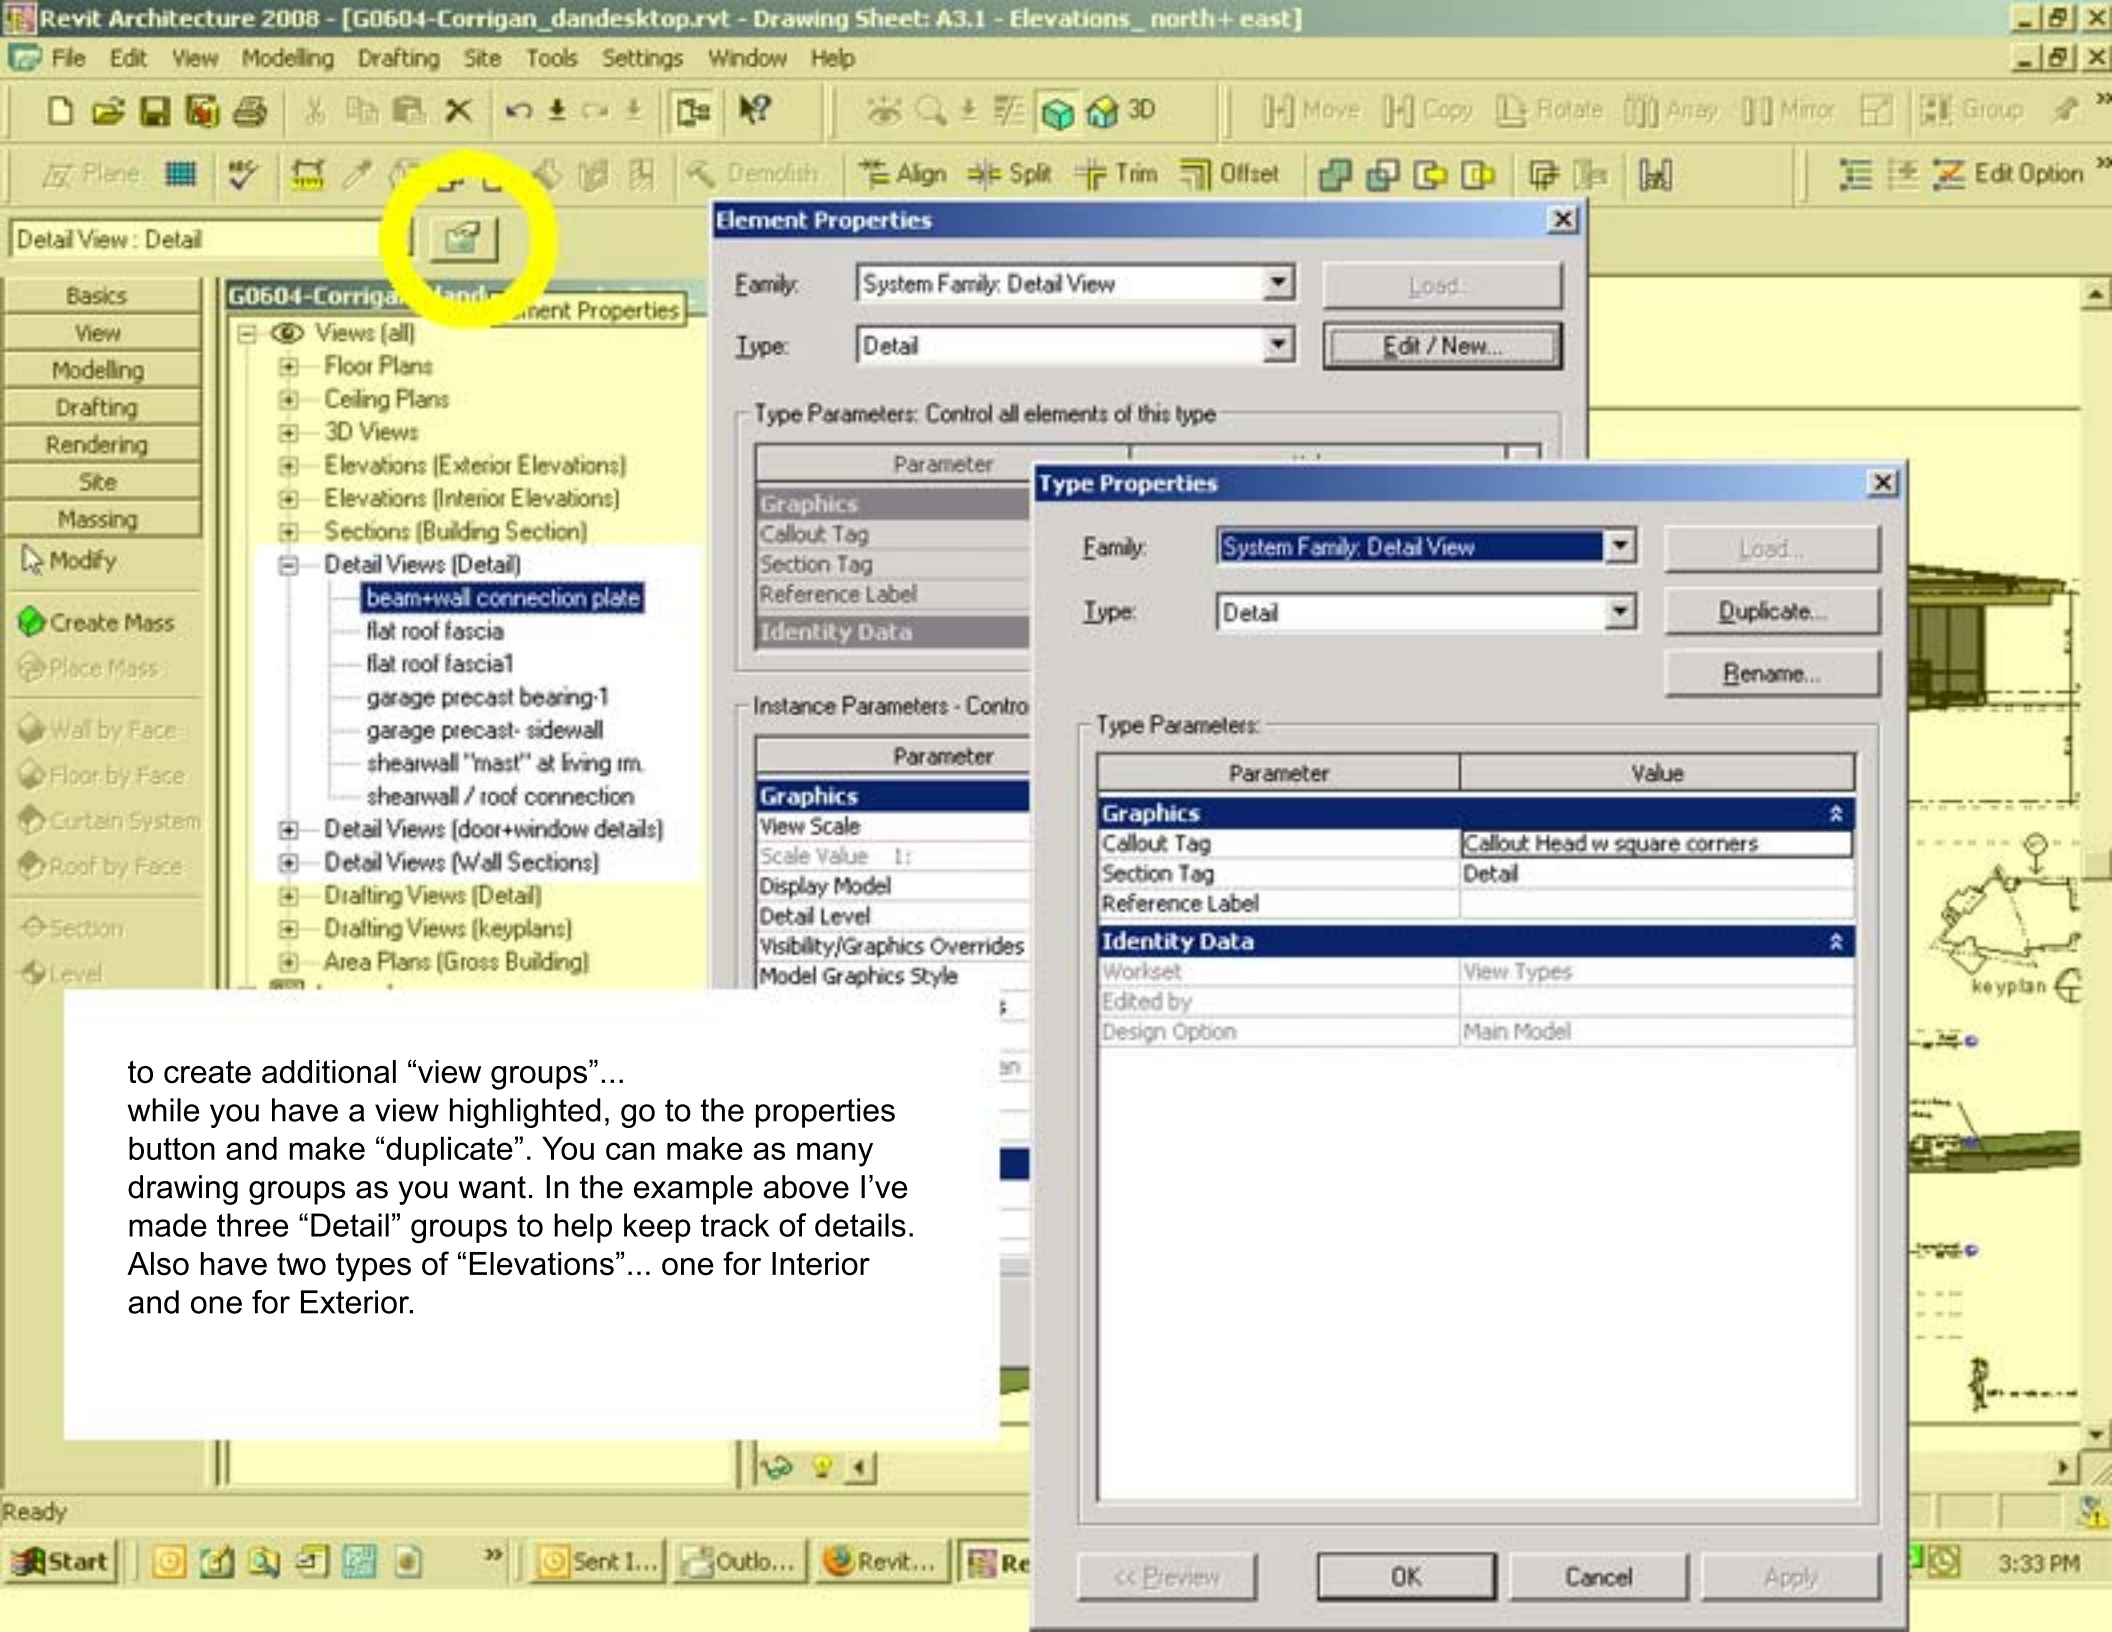 Revit Architecture 2008 - [G0604-Corrigan_dandesktop.rvt - Drawing Sheet: A3.1 - Elevations_ north+ east]
File Edit View Modelling Drafting Site Tools Settings Window Help
3D Move Copy Rotate Array Mirror Group
Plane Demolish Align Split Trim Offset Edit Option
Detail View : Detail
Basics
View
Modelling
Drafting
Rendering
Site
Massing
Modify
Create Mass
Place Mass
Wall by Face
Floor by Face
Curtain System
Roof by Face
Section
Level
Properties
Views (all)
Floor Plans
Ceiling Plans
3D Views
Elevations (Exterior Elevations)
Elevations (Interior Elevations)
Sections (Building Section)
Detail Views (Detail)
beam+wall connection plate
flat roof fascia
flat roof fascia1
garage precast bearing-1
garage precast- sidewall
shearwall "mast" at living rm.
shearwall / roof connection
Detail Views (door+window details)
Detail Views (Wall Sections)
Drafting Views (Detail)
Drafting Views (keyplans)
Area Plans (Gross Building)
Element Properties
Family: System Family: Detail View Load...
Type: Detail Edit / New...
Type Parameters: Control all elements of this type
Parameter
Graphics
Callout Tag
Section Tag
Reference Label
Identity Data
Instance Parameters - Contro
Parameter
Graphics
View Scale
Scale Value 1:
Display Model
Detail Level
Visibility/Graphics Overrides
Model Graphics Style
Type Properties
Family: System Family: Detail View Load...
Type: Detail Duplicate...
Rename...
Type Parameters:
Parameter Value
Graphics
Callout Tag Callout Head w square corners
Section Tag Detail
Reference Label
Identity Data
Workset View Types
Edited by
Design Option Main Model
<< Preview OK Cancel Apply
keyplan
to create additional “view groups”...
while you have a view highlighted, go to the properties
button and make “duplicate”. You can make as many
drawing groups as you want. In the example above I’ve
made three “Detail” groups to help keep track of details.
Also have two types of “Elevations”... one for Interior
and one for Exterior.
Ready
Start Sent I... Outlo... Revit... Re 3:33 PM